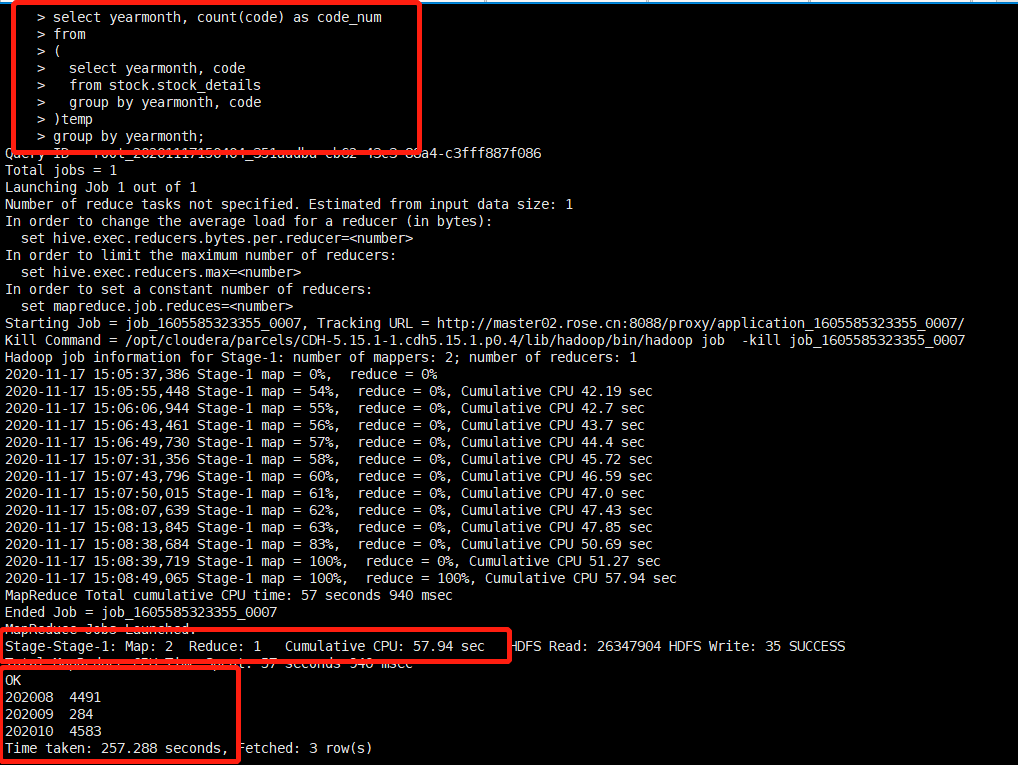 > select yearmonth, count(code) as code_num
> from
> (
>   select yearmonth, code
>   from stock.stock_details
>   group by yearmonth, code
> )temp
> group by yearmonth;
Query ID
Total jobs = 1
Launching Job 1 out of 1
Number of reduce tasks not specified. Estimated from input data size: 1
In order to change the average load for a reducer (in bytes):
  set hive.exec.reducers.bytes.per.reducer=<number>
In order to limit the maximum number of reducers:
  set hive.exec.reducers.max=<number>
In order to set a constant number of reducers:
  set mapreduce.job.reduces=<number>
Starting Job = job_1605585323355_0007, Tracking URL = http://master02.rose.cn:8088/proxy/application_1605585323355_0007/
Kill Command = /opt/cloudera/parcels/CDH-5.15.1-1.cdh5.15.1.p0.4/lib/hadoop/bin/hadoop job  -kill job_1605585323355_0007
Hadoop job information for Stage-1: number of mappers: 2; number of reducers: 1
2020-11-17 15:05:37,386 Stage-1 map = 0%,  reduce = 0%
2020-11-17 15:05:55,448 Stage-1 map = 54%,  reduce = 0%, Cumulative CPU 42.19 sec
2020-11-17 15:06:06,944 Stage-1 map = 55%,  reduce = 0%, Cumulative CPU 42.7 sec
2020-11-17 15:06:43,461 Stage-1 map = 56%,  reduce = 0%, Cumulative CPU 43.7 sec
2020-11-17 15:06:49,730 Stage-1 map = 57%,  reduce = 0%, Cumulative CPU 44.4 sec
2020-11-17 15:07:31,356 Stage-1 map = 58%,  reduce = 0%, Cumulative CPU 45.72 sec
2020-11-17 15:07:43,796 Stage-1 map = 60%,  reduce = 0%, Cumulative CPU 46.59 sec
2020-11-17 15:07:50,015 Stage-1 map = 61%,  reduce = 0%, Cumulative CPU 47.0 sec
2020-11-17 15:08:07,639 Stage-1 map = 62%,  reduce = 0%, Cumulative CPU 47.43 sec
2020-11-17 15:08:13,845 Stage-1 map = 63%,  reduce = 0%, Cumulative CPU 47.85 sec
2020-11-17 15:08:38,684 Stage-1 map = 83%,  reduce = 0%, Cumulative CPU 50.69 sec
2020-11-17 15:08:39,719 Stage-1 map = 100%,  reduce = 0%, Cumulative CPU 51.27 sec
2020-11-17 15:08:49,065 Stage-1 map = 100%,  reduce = 100%, Cumulative CPU 57.94 sec
MapReduce Total cumulative CPU time: 57 seconds 940 msec
Ended Job = job_1605585323355_0007
MapReduce Jobs Launched:
Stage-Stage-1: Map: 2  Reduce: 1   Cumulative CPU: 57.94 sec   HDFS Read: 26347904 HDFS Write: 35 SUCCESS
Total MapReduce CPU Time Spent: 57 seconds 940 msec
OK
202008  4491
202009  284
202010  4583
Time taken: 257.288 seconds, Fetched: 3 row(s)